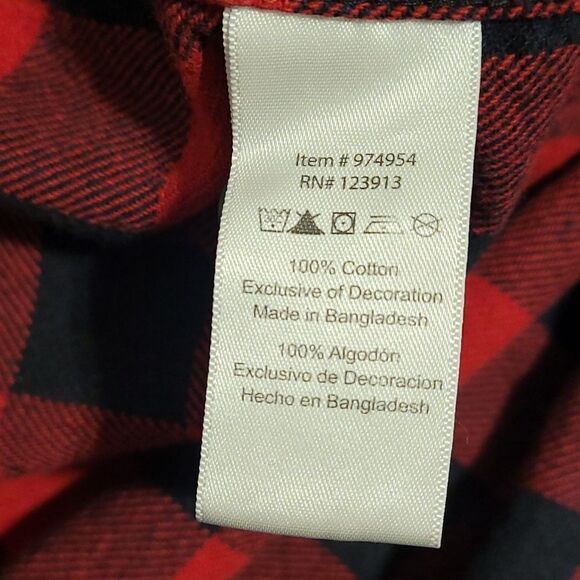 Item # 974954
RN# 123913
100% Cotton
Exclusive of Decoration
Made in Bangladesh
100% Algodón
Exclusivo de Decoracion
Hecho en Bangladesh